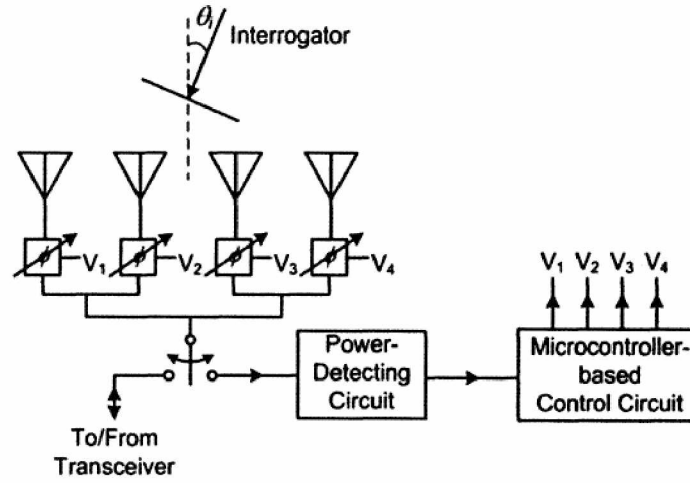 θi
Interrogator
ϕ V1 ϕ V2 ϕ V3 ϕ V4
V1 V2 V3 V4
Power-
Detecting
Circuit
Microcontroller-
based
Control Circuit
To/From
Transceiver